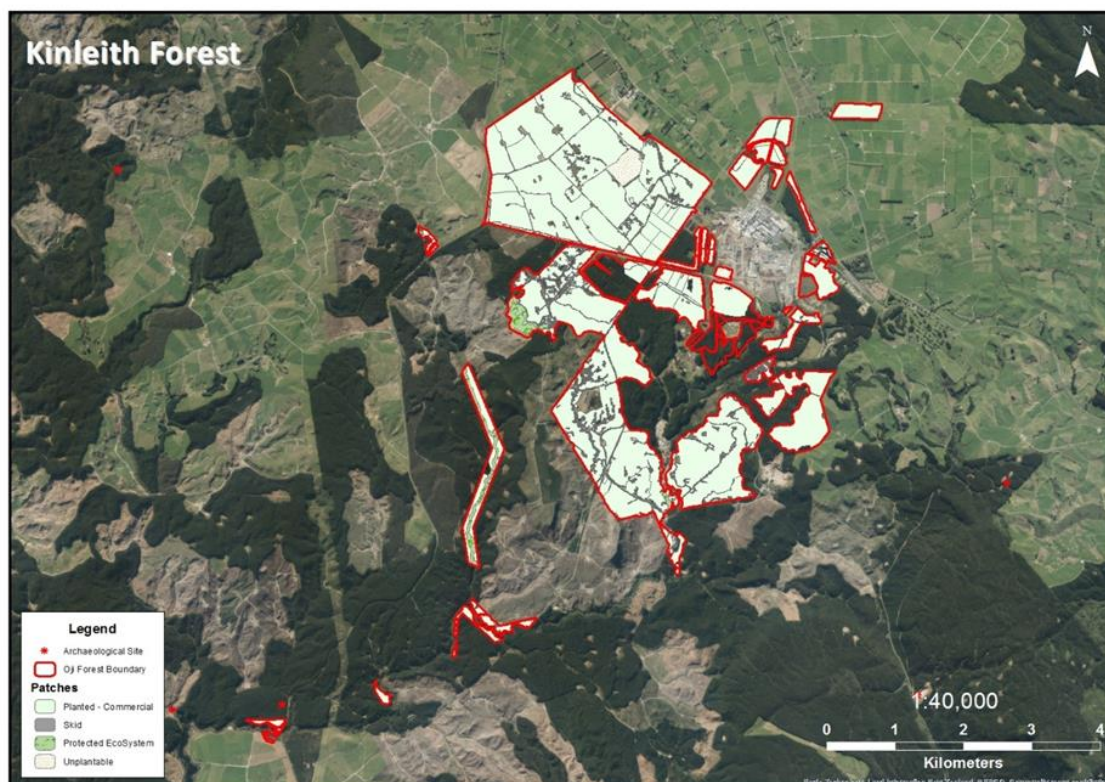 Kinleith Forest
N
Legend
Archaeological Site
Oji Forest Boundary
Patches
Planted - Commercial
Skid
Protected EcoSystem
Unplantable
1:40,000
0 1 2 3 4
Kilometers